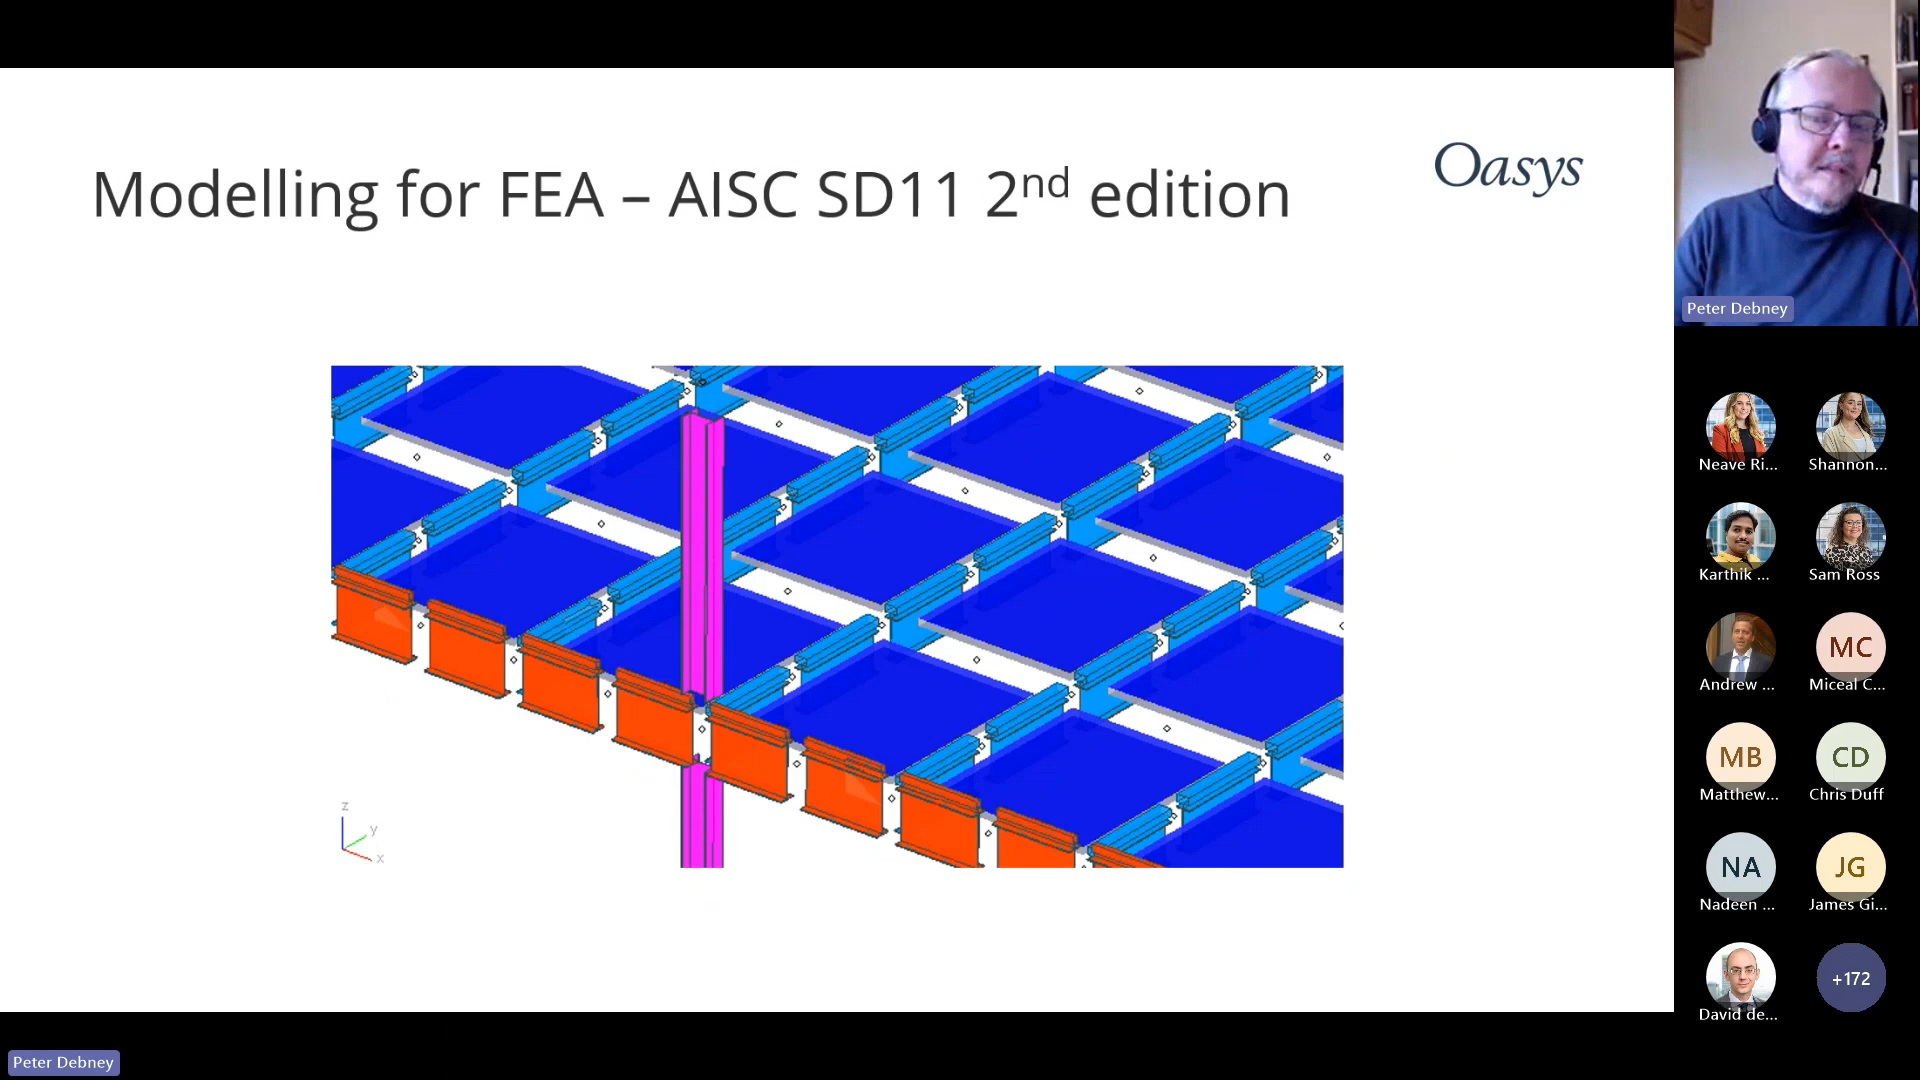 Modelling for FEA – AISC SD11 2nd edition
Oasys
z
y
x
Peter Debney
Neave Ri...
Shannon...
Karthik ...
Sam Ross
Andrew ...
MC
Miceal C...
MB
Matthew...
CD
Chris Duff
NA
Nadeen ...
JG
James Gi...
David de...
+172
Peter Debney